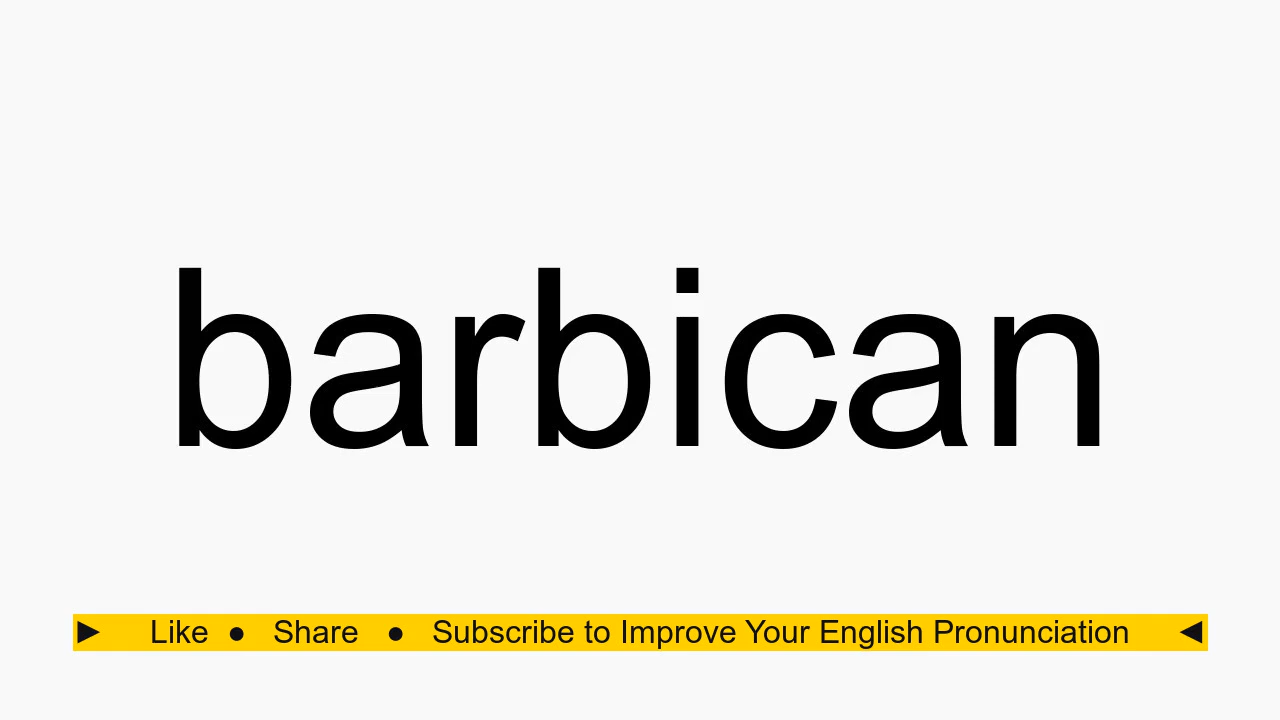 barbican
▶ Like ● Share ● Subscribe to Improve Your English Pronunciation ◀